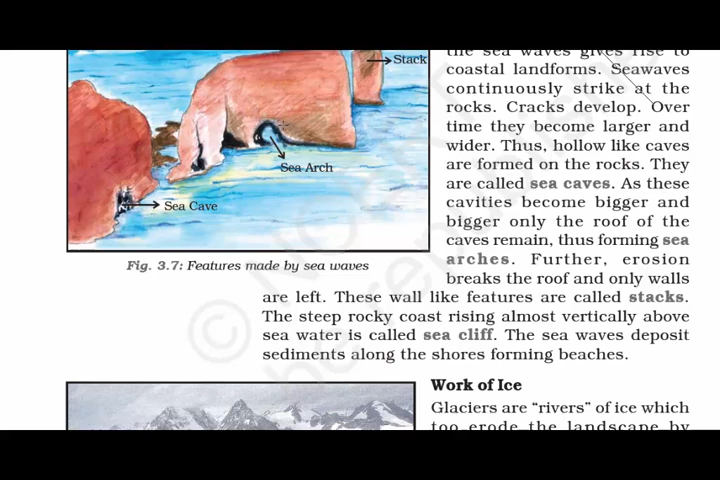 Stack
Sea Arch
Sea Cave
Fig. 3.7: Features made by sea waves
the sea waves gives rise to
coastal landforms. Seawaves
continuously strike at the
rocks. Cracks develop. Over
time they become larger and
wider. Thus, hollow like caves
are formed on the rocks. They
are called sea caves. As these
cavities become bigger and
bigger only the roof of the
caves remain, thus forming sea
arches. Further, erosion
breaks the roof and only walls
are left. These wall like features are called stacks.
The steep rocky coast rising almost vertically above
sea water is called sea cliff. The sea waves deposit
sediments along the shores forming beaches.
Work of Ice
Glaciers are “rivers” of ice which
too erode the landscape by